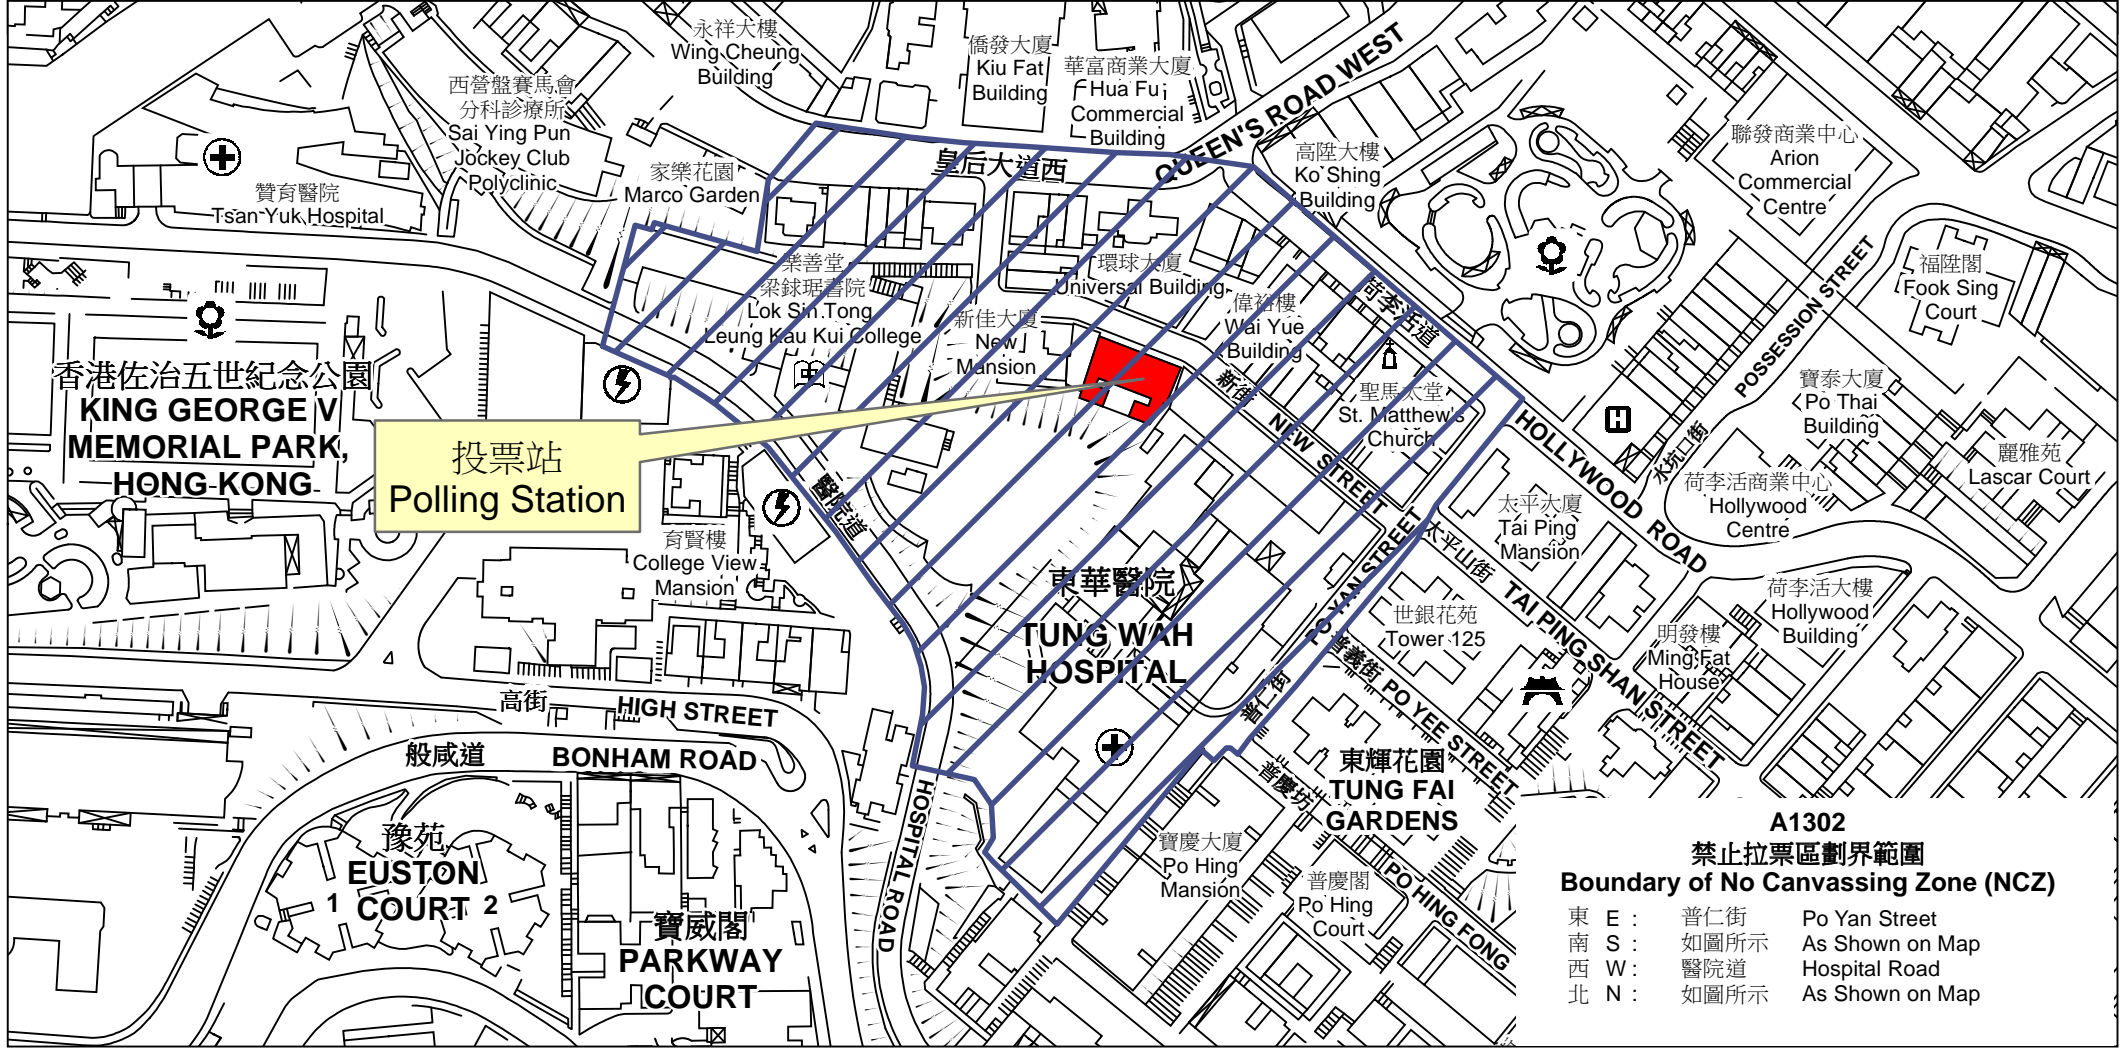 永祥大樓
Wing Cheung
Building
僑發大廈
Kiu Fat
Building
華富商業大廈
Hua Fu
Commercial
Building
QUEEN'S ROAD WEST
皇后大道西
西營盤賽馬會
分科診療所
Sai Ying Pun
Jockey Club
Polyclinic
家樂花園
Marco Garden
贊育醫院
Tsan Yuk Hospital
高陞大樓
Ko Shing
Building
聯發商業中心
Arion
Commercial
Centre
福陞閣
Fook Sing
Court
POSSESSION STREET
水坑街
樂善堂
梁銶琚書院
Lok Sin Tong
Leung Kau Kui College
環球大廈
Universal Building
新佳大廈
New
Mansion
偉裕樓
Wai Yue
Building
荷李活道
HOLLYWOOD ROAD
聖馬太堂
St. Matthew's
Church
新街
NEW STREET
H
寶泰大廈
Po Thai
Building
麗雅苑
Lascar Court
荷李活商業中心
Hollywood
Centre
香港佐治五世紀念公園
KING GEORGE V
MEMORIAL PARK,
HONG KONG
投票站
Polling Station
醫院道
育賢樓
College View
Mansion
東華醫院
TUNG WAH
HOSPITAL
PO YAN STREET
普仁街
太平大廈
Tai Ping
Mansion
太平山街
TAI PING SHAN STREET
世銀花苑
Tower 125
荷李活大樓
Hollywood
Building
明發樓
Ming Fat
House
普義街
PO YEE STREET
高街
HIGH STREET
般咸道
BONHAM ROAD
東輝花園
TUNG FAI
GARDENS
普慶坊
PO HING FONG
寶慶大廈
Po Hing
Mansion
普慶閣
Po Hing
Court
HOSPITAL ROAD
豫苑
EUSTON
COURT
1
2
寶威閣
PARKWAY
COURT
A1302
禁止拉票區劃界範圍
Boundary of No Canvassing Zone (NCZ)
東 E : 普仁街 Po Yan Street
南 S : 如圖所示 As Shown on Map
西 W : 醫院道 Hospital Road
北 N : 如圖所示 As Shown on Map